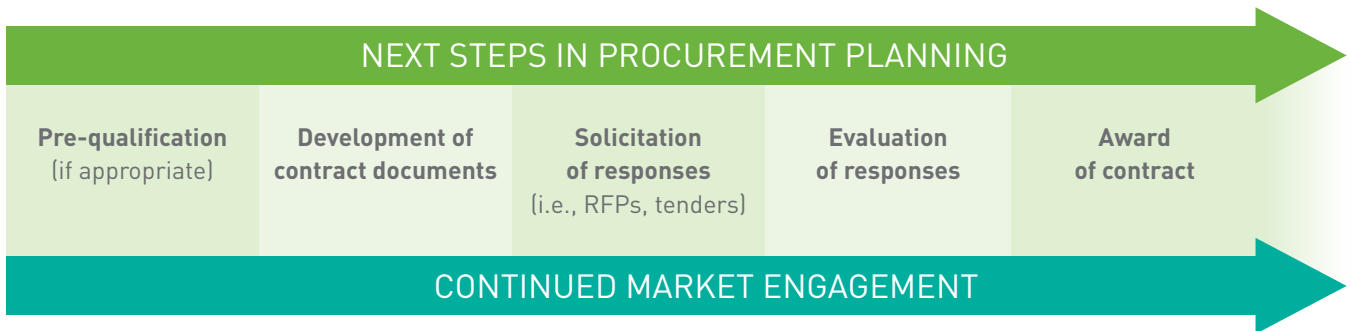 NEXT STEPS IN PROCUREMENT PLANNING
Pre-qualification
(if appropriate)
Development of
contract documents
Solicitation
of responses
(i.e., RFPs, tenders)
Evaluation
of responses
Award
of contract
CONTINUED MARKET ENGAGEMENT